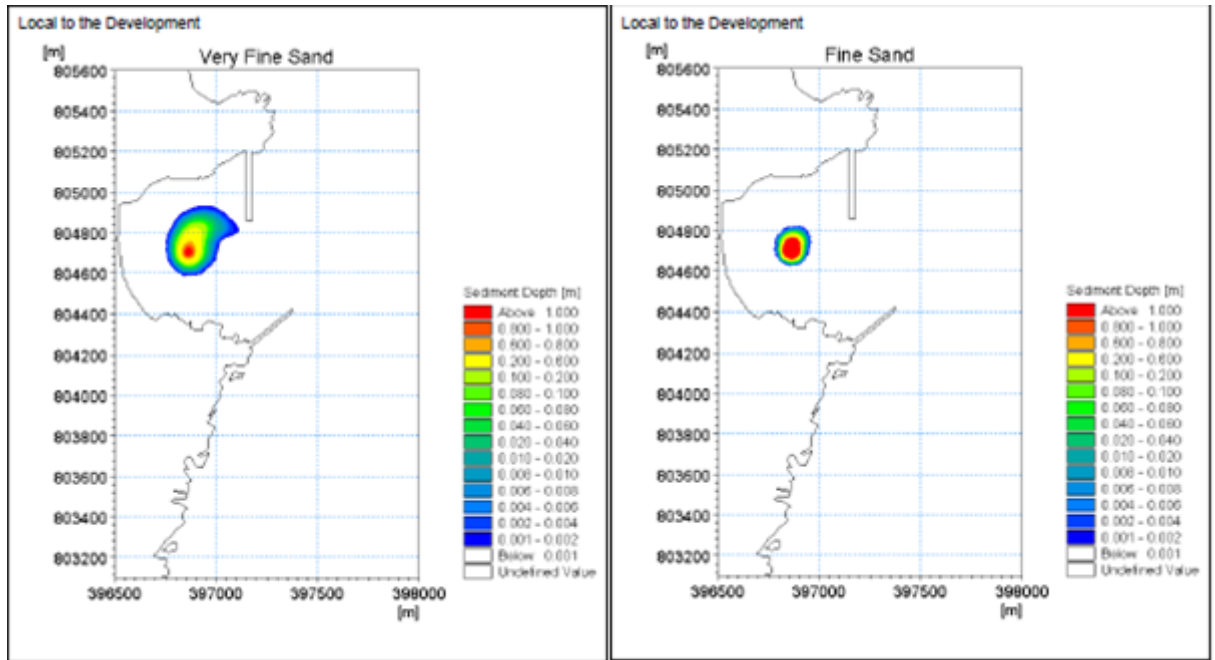 Local to the Development
[m]
Very Fine Sand
805600
805400
805200
805000
804800
804600
804400
804200
804000
803800
803600
803400
803200
396500 397000 397500 398000
[m]
Sediment Depth [m]
Above 1.000
0.800 - 1.000
0.600 - 0.800
0.200 - 0.600
0.100 - 0.200
0.080 - 0.100
0.060 - 0.080
0.040 - 0.060
0.020 - 0.040
0.010 - 0.020
0.008 - 0.010
0.006 - 0.008
0.004 - 0.006
0.002 - 0.004
0.001 - 0.002
Below 0.001
Undefined Value
Local to the Development
[m]
Fine Sand
805600
805400
805200
805000
804800
804600
804400
804200
804000
803800
803600
803400
803200
396500 397000 397500 398000
[m]
Sediment Depth [m]
Above 1.000
0.800 - 1.000
0.600 - 0.800
0.200 - 0.600
0.100 - 0.200
0.080 - 0.100
0.060 - 0.080
0.040 - 0.060
0.020 - 0.040
0.010 - 0.020
0.008 - 0.010
0.006 - 0.008
0.004 - 0.006
0.002 - 0.004
0.001 - 0.002
Below 0.001
Undefined Value